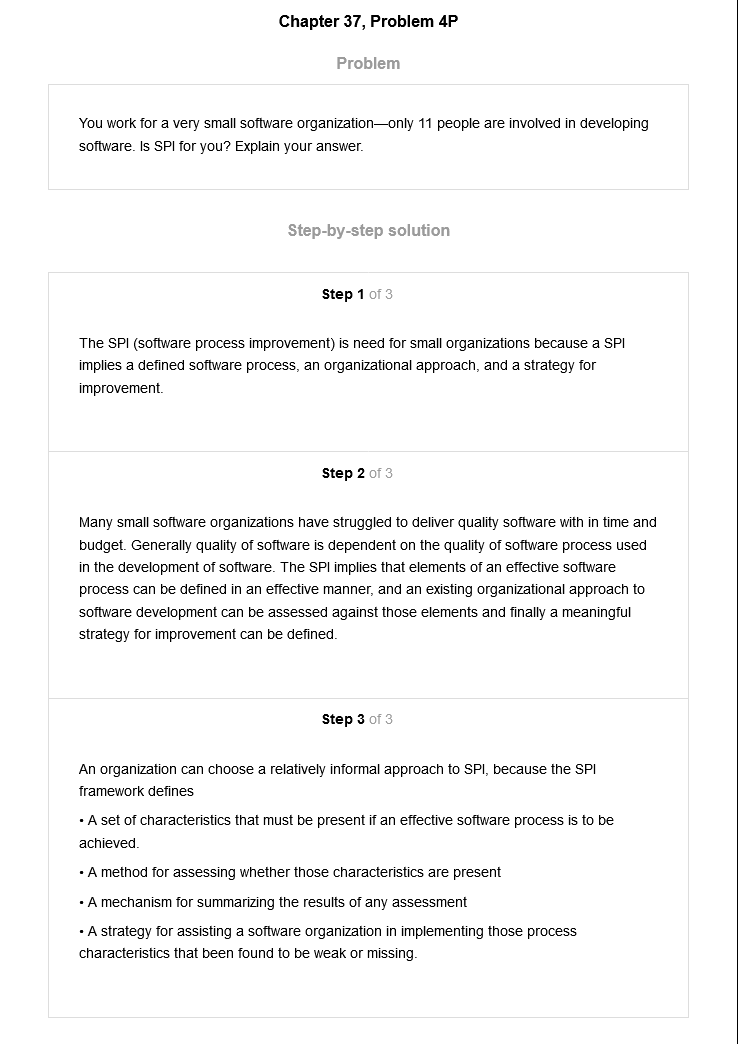 Chapter 37, Problem 4P
Problem
You work for a very small software organization—only 11 people are involved in developing
software. Is SPI for you? Explain your answer.
Step-by-step solution
Step 1 of 3
The SPI (software process improvement) is need for small organizations because a SPI
implies a defined software process, an organizational approach, and a strategy for
improvement.
Step 2 of 3
Many small software organizations have struggled to deliver quality software with in time and
budget. Generally quality of software is dependent on the quality of software process used
in the development of software. The SPI implies that elements of an effective software
process can be defined in an effective manner, and an existing organizational approach to
software development can be assessed against those elements and finally a meaningful
strategy for improvement can be defined.
Step 3 of 3
An organization can choose a relatively informal approach to SPI, because the SPI
framework defines
• A set of characteristics that must be present if an effective software process is to be
achieved.
• A method for assessing whether those characteristics are present
• A mechanism for summarizing the results of any assessment
• A strategy for assisting a software organization in implementing those process
characteristics that been found to be weak or missing.